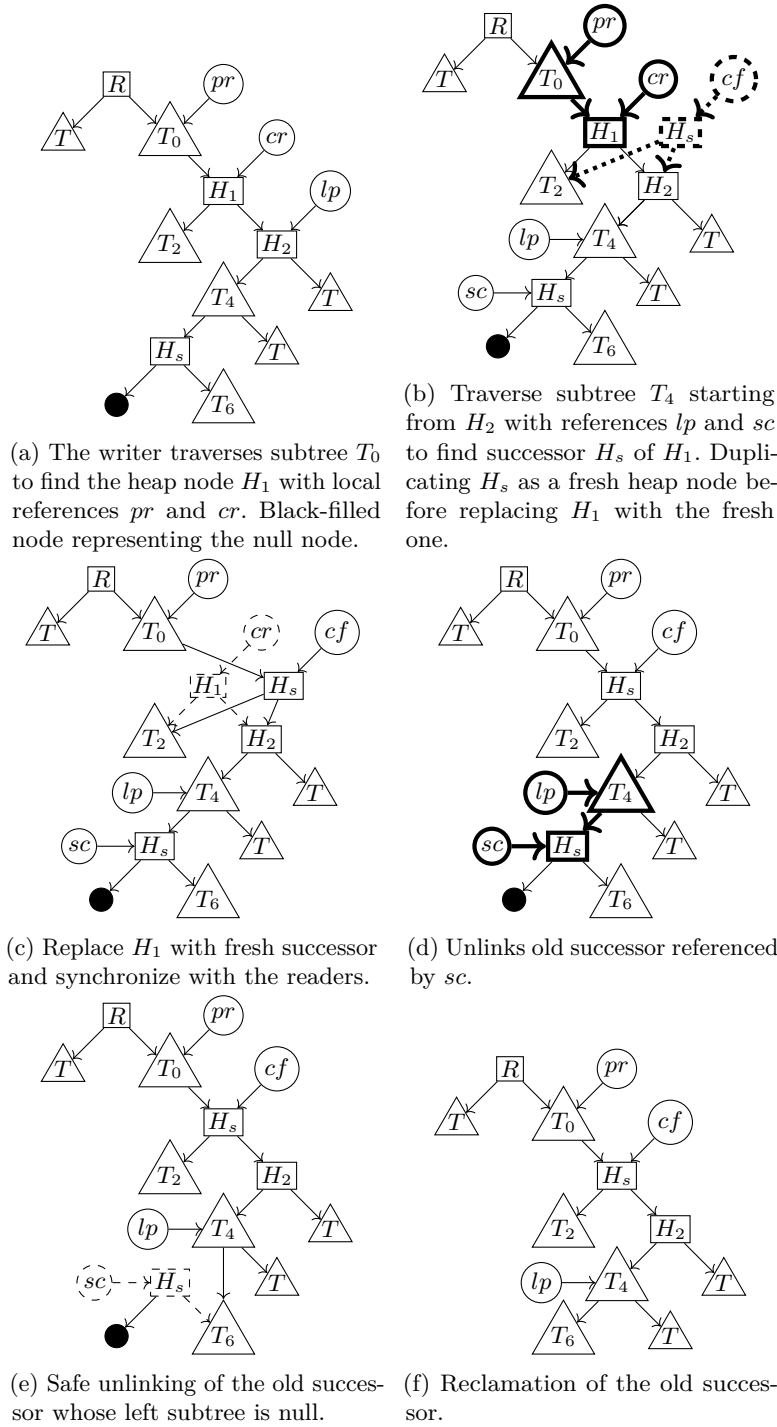 R
pr
T
T0
cr
H1
lp
T2
H2
T4
T
Hs
T
T6
(a) The writer traverses subtree T0
to find the heap node H1 with local
references pr and cr. Black-filled
node representing the null node.
R
pr
T
T0
cr
cf
H1
Hs
T2
H2
lp
T4
T
sc
Hs
T
T6
(b) Traverse subtree T4 starting
from H2 with references lp and sc
to find successor Hs of H1. Dupli-
cating Hs as a fresh heap node be-
fore replacing H1 with the fresh
one.
R
pr
T
T0
cr
cf
H1
Hs
T2
H2
lp
T4
T
sc
Hs
T
T6
(c) Replace H1 with fresh successor
and synchronize with the readers.
R
pr
T
T0
cf
Hs
T2
H2
lp
T4
T
sc
Hs
T
T6
(d) Unlinks old successor referenced
by sc.
R
pr
T
T0
cf
Hs
T2
H2
lp
T4
T
sc
Hs
T
T6
(e) Safe unlinking of the old succes-
sor whose left subtree is null.
R
pr
T
T0
cf
Hs
T2
H2
lp
T4
T
T6
T
(f) Reclamation of the old succes-
sor.